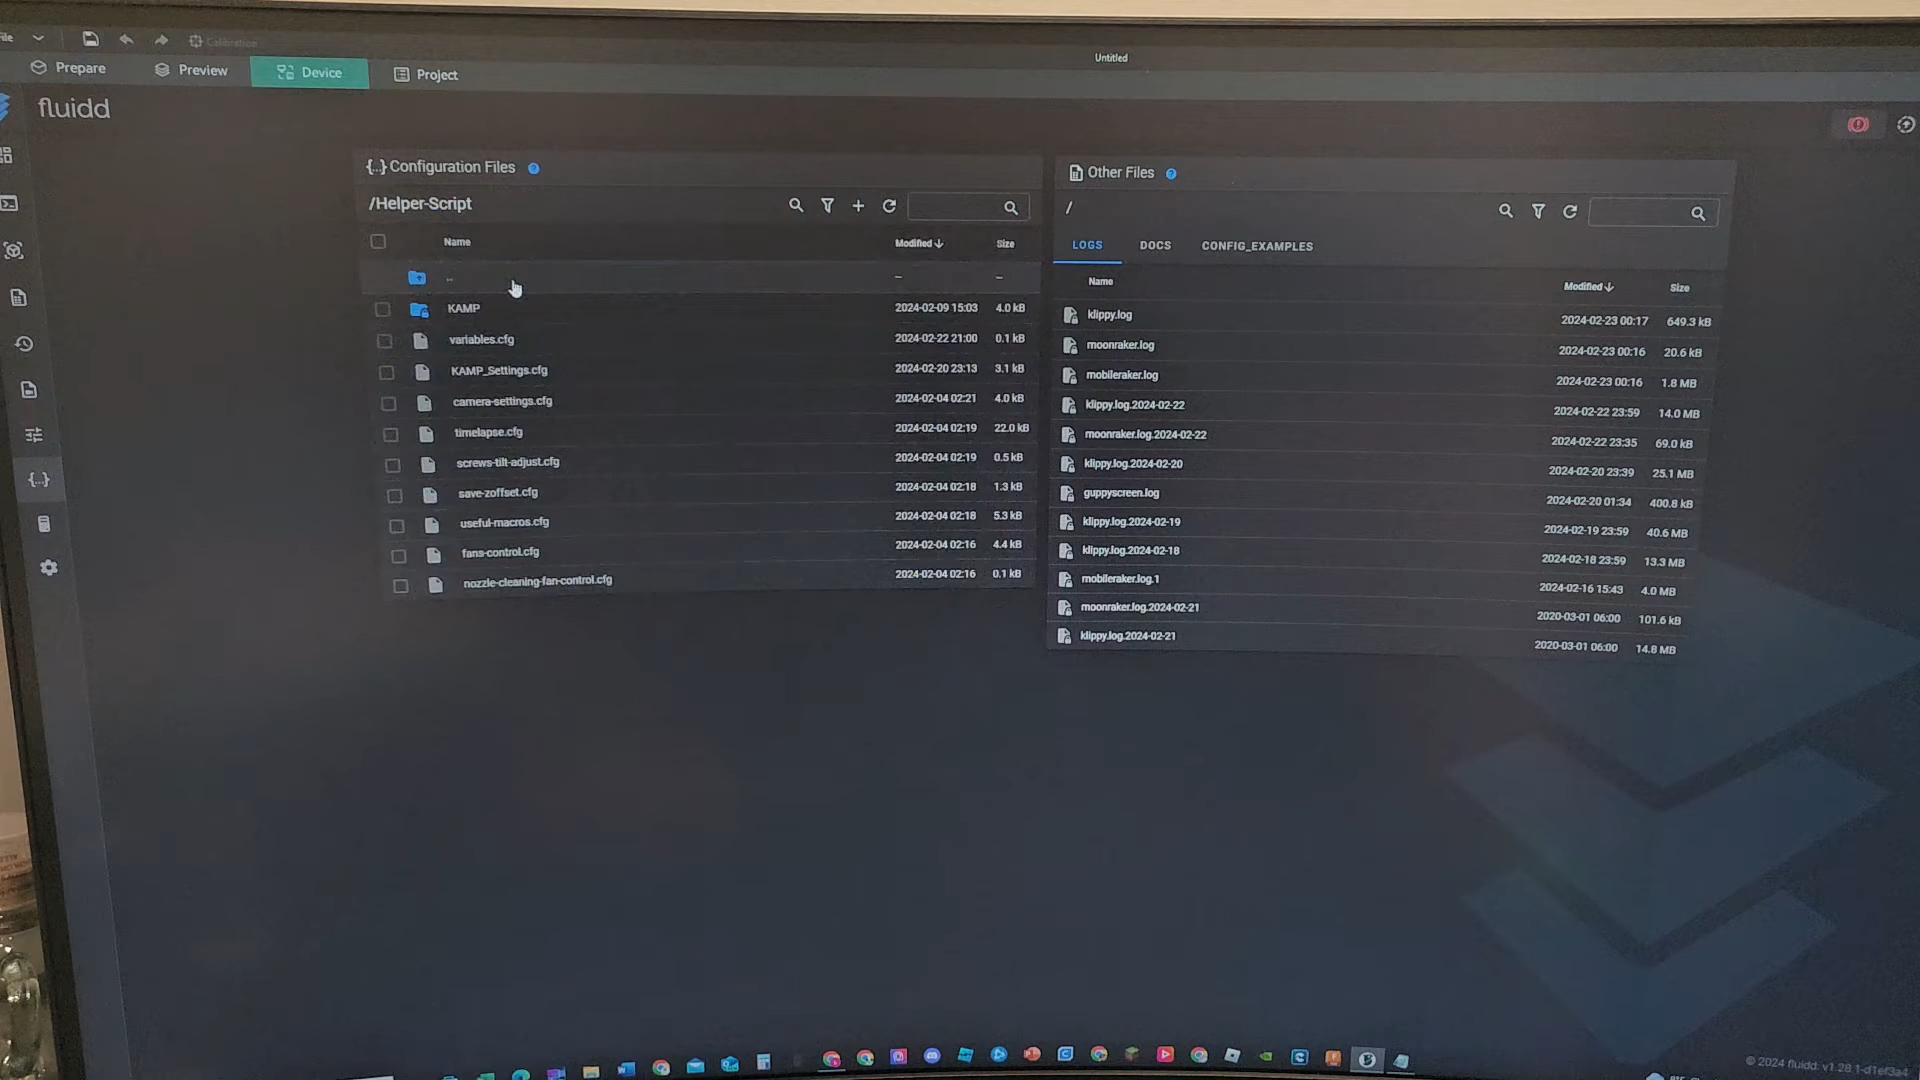 ile
Calibration
Untitled
Prepare
Preview
Device
Project
fluidd
{...} Configuration Files ?
/Helper-Script
Name Modified Size
.. – –
KAMP 2024-02-09 15:03 4.0 kB
variables.cfg 2024-02-22 21:00 0.1 kB
KAMP_Settings.cfg 2024-02-20 23:13 3.1 kB
camera-settings.cfg 2024-02-04 02:21 4.0 kB
timelapse.cfg 2024-02-04 02:19 22.0 kB
screws-tilt-adjust.cfg 2024-02-04 02:19 0.5 kB
save-zoffset.cfg 2024-02-04 02:18 1.3 kB
useful-macros.cfg 2024-02-04 02:18 5.3 kB
fans-control.cfg 2024-02-04 02:16 4.4 kB
nozzle-cleaning-fan-control.cfg 2024-02-04 02:16 0.1 kB
Other Files ?
/
LOGS DOCS CONFIG_EXAMPLES
Name Modified Size
klippy.log 2024-02-23 00:17 649.3 kB
moonraker.log 2024-02-23 00:16 20.6 kB
mobileraker.log 2024-02-23 00:16 1.8 MB
klippy.log.2024-02-22 2024-02-22 23:59 14.0 MB
moonraker.log.2024-02-22 2024-02-22 23:35 69.0 kB
klippy.log.2024-02-20 2024-02-20 23:39 25.1 MB
guppyscreen.log 2024-02-20 01:34 400.8 kB
klippy.log.2024-02-19 2024-02-19 23:59 40.6 MB
klippy.log.2024-02-18 2024-02-18 23:59 13.3 MB
mobileraker.log.1 2024-02-16 15:43 4.0 MB
moonraker.log.2024-02-21 2020-03-01 06:00 101.6 kB
klippy.log.2024-02-21 2020-03-01 06:00 14.8 MB
© 2024 fluidd: v1.28.1-d1ef3a4